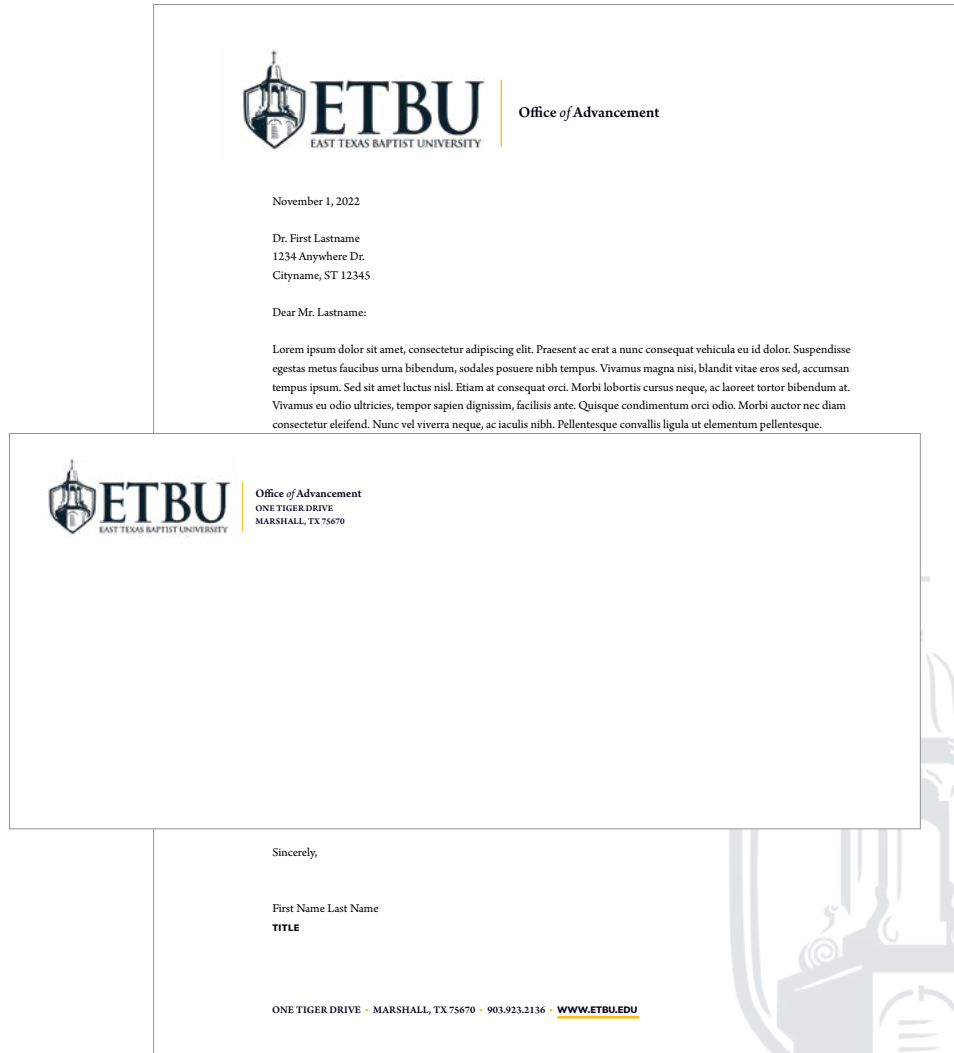 ETBU
EAST TEXAS BAPTIST UNIVERSITY
Office of Advancement
November 1, 2022
Dr. First Lastname
1234 Anywhere Dr.
Cityname, ST 12345
Dear Mr. Lastname:
Lorem ipsum dolor sit amet, consectetur adipiscing elit. Praesent ac erat a nunc consequat vehicula eu id dolor. Suspendisse
egestas metus faucibus urna bibendum, sodales posuere nibh tempus. Vivamus magna nisi, blandit vitae eros sed, accumsan
tempus ipsum. Sed sit amet luctus nisl. Etiam at consequat orci. Morbi lobortis cursus neque, ac laoreet tortor bibendum at.
Vivamus eu odio ultricies, tempor sapien dignissim, facilisis ante. Quisque condimentum orci odio. Morbi auctor nec diam
consectetur eleifend. Nunc vel viverra neque, ac iaculis nibh. Pellentesque convallis ligula ut elementum pellentesque.
ETBU
EAST TEXAS BAPTIST UNIVERSITY
Office of Advancement
ONE TIGER DRIVE
MARSHALL, TX 75670
Sincerely,
First Name Last Name
TITLE
ONE TIGER DRIVE • MARSHALL, TX 75670 • 903.923.2136 • WWW.ETBU.EDU